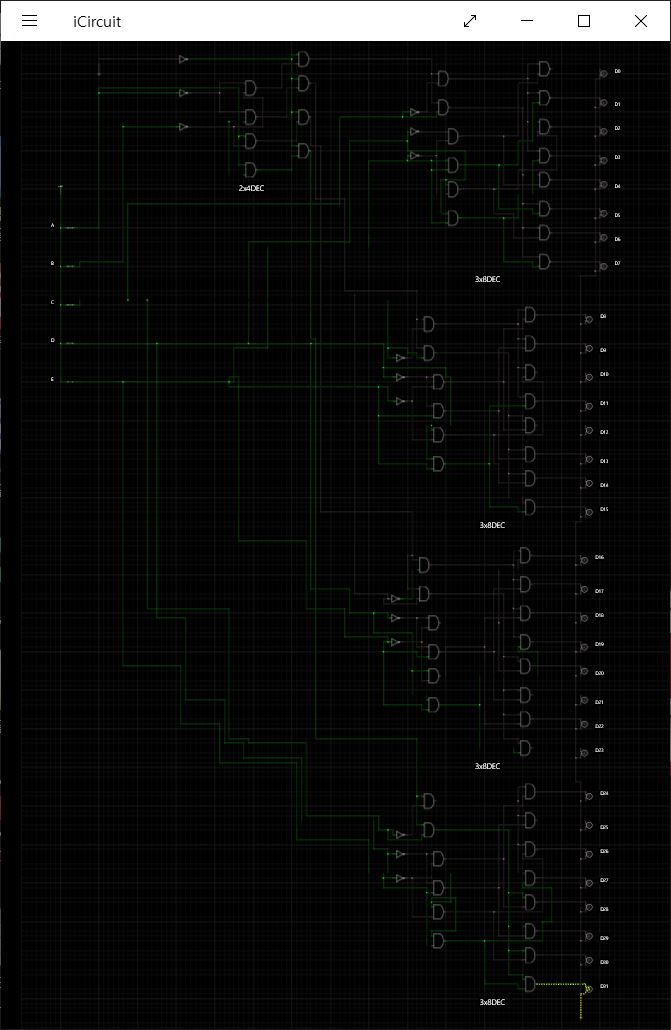 iCircuit
D0
D1
D2
D3
D4
2x4DEC
D5
A
D6
B
D7
3x8DEC
C
D8
D
D9
D10
E
D11
D12
D13
D14
D15
3x8DEC
D16
D17
D18
D19
D20
D21
D22
D23
3x8DEC
D24
D25
D26
D27
D28
D29
D30
D31
3x8DEC